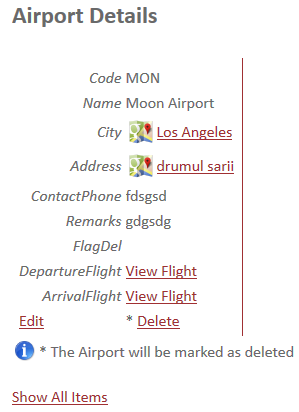 Airport Details
Code MON
Name Moon Airport
City Los Angeles
Address drumul sarii
ContactPhone fdsgsd
Remarks gdgsdg
FlagDel
DepartureFlight View Flight
ArrivalFlight View Flight
Edit * Delete
* The Airport will be marked as deleted
Show All Items